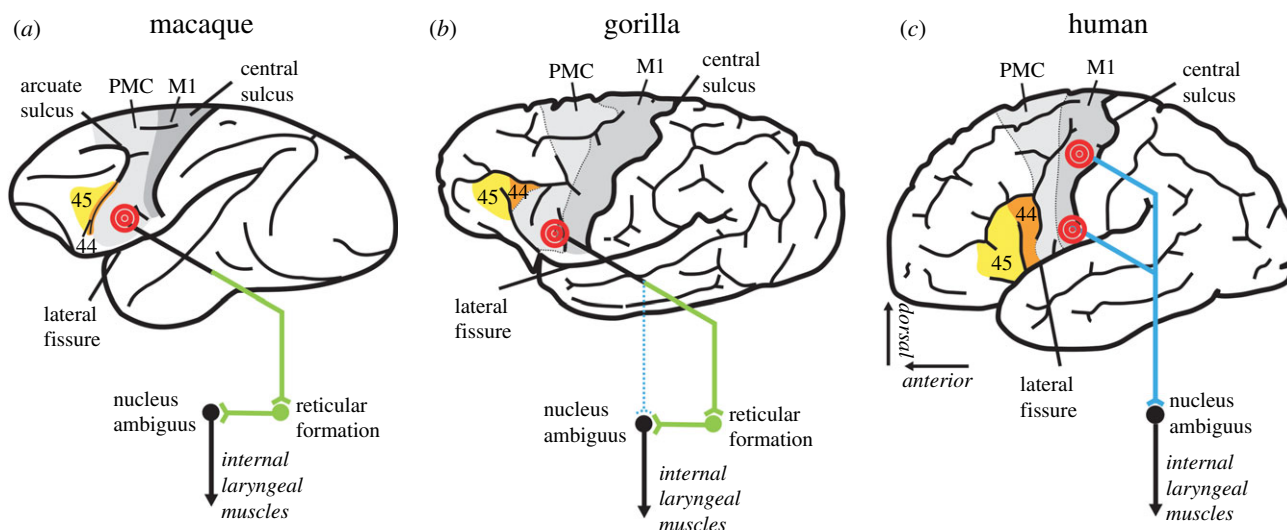 (a) macaque
arcuate
sulcus
PMC
M1
central
sulcus
45
44
lateral
fissure
nucleus
ambiguus
reticular
formation
internal
laryngeal
muscles
(b) gorilla
PMC
M1
central
sulcus
45
44
lateral
fissure
nucleus
ambiguus
reticular
formation
internal
laryngeal
muscles
(c) human
PMC
M1
central
sulcus
44
45
dorsal
anterior
lateral
fissure
nucleus
ambiguus
internal
laryngeal
muscles